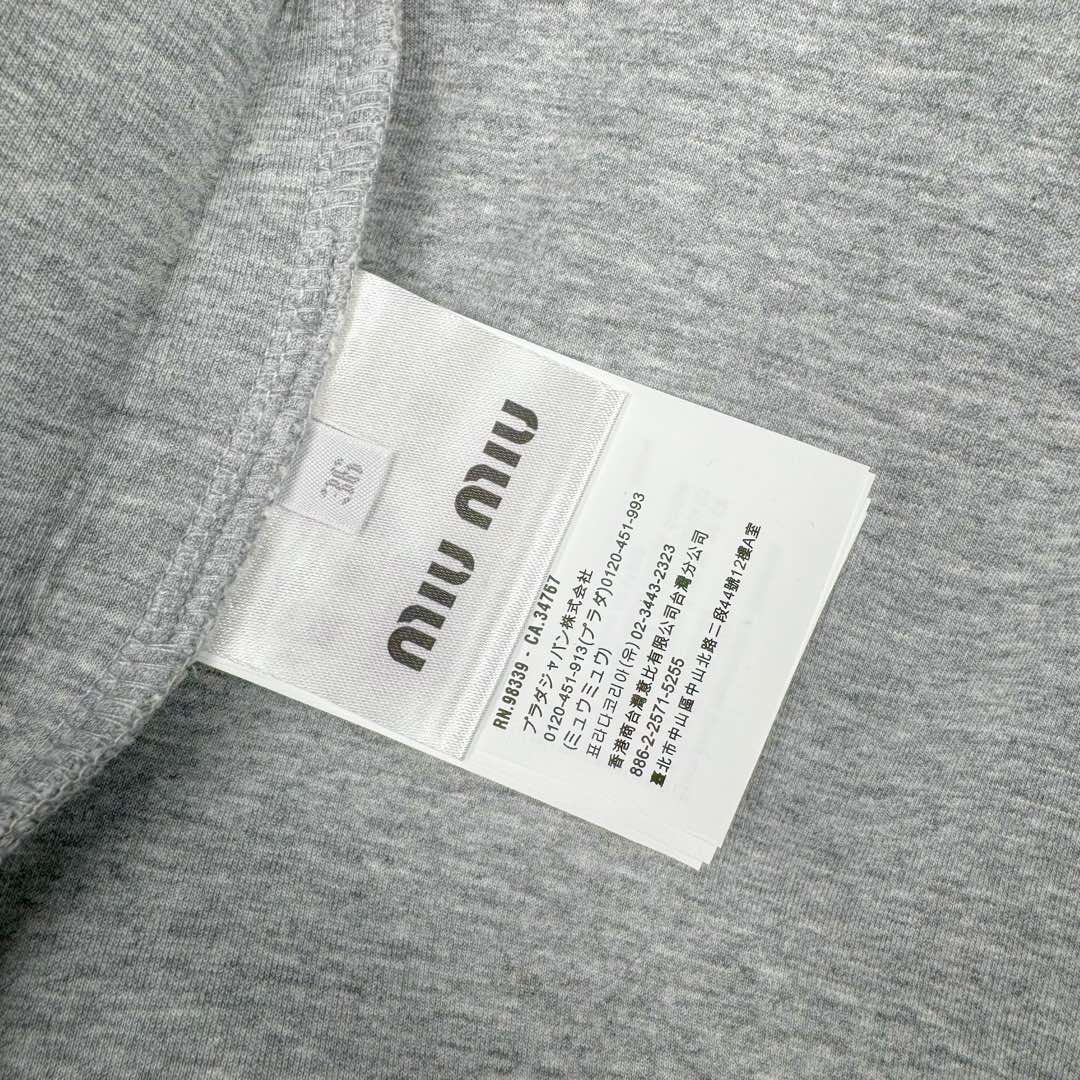 miu miu
RN.98339 - CA.34767
プラダジャパン株式会社
0120-451-913(プラダ)0120-451-993
(ミュウミュウ)
프라다코리아(유) 02-3443-2323
香港商台灣意比有限公司台灣分公司
886-2-2571-5255
臺北市中山區中山北路二段44號12樓A室